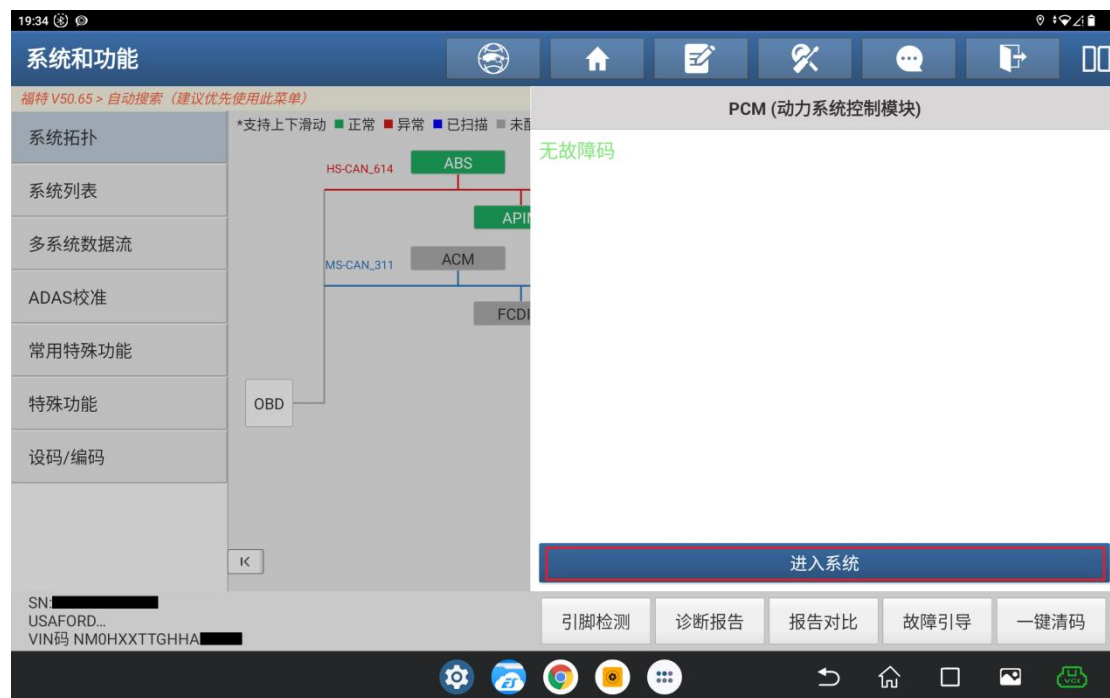 19:34
系统和功能
福特 V50.65 > 自动搜索（建议优先使用此菜单）
系统拓扑
系统列表
多系统数据流
ADAS校准
常用特殊功能
特殊功能
设码/编码
*支持上下滑动 正常 异常 已扫描
HS-CAN_614
ABS
MS-CAN_311
ACM
OBD
PCM (动力系统控制模块)
无故障码
进入系统
SN:
USAFORD...
VIN码 NM0HXXTTGHHA
引脚检测
诊断报告
报告对比
故障引导
一键清码
VCI